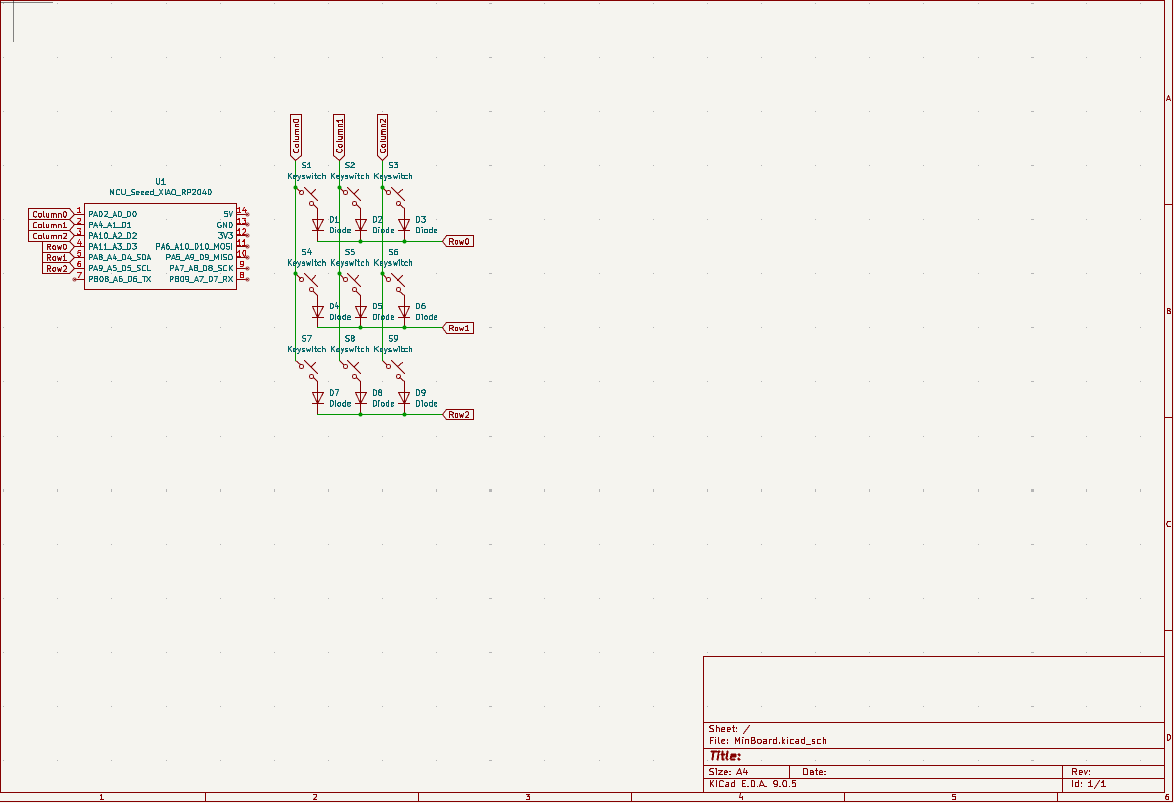 A
Column0
Column1
Column2
S1
S2
S3
Keyswitch
Keyswitch
Keyswitch
U1
NCU_Seeed_XIAO_RP2040
Column0 1 PA02_A0_D0 5V 14
Column1 2 PA4_A1_D1 GND 13
Column2 3 PA10_A2_D2 3V3 12
Row0 4 PA11_A3_D3 PA6_A10_D10_MOSI 11
Row1 5 PA8_A4_D4_SDA PA5_A9_D9_MISO 10
Row2 6 PA9_A5_D5_SCL PA7_A8_D8_SCK 9
7 PB08_A6_D6_TX PB09_A7_D7_RX 8
D1
D2
D3
Diode
Diode
Diode
Row0
S4
S5
S6
Keyswitch
Keyswitch
Keyswitch
D4
D5
D6
Diode
Diode
Diode
B
Row1
S7
S8
S9
Keyswitch
Keyswitch
Keyswitch
D7
D8
D9
Diode
Diode
Diode
Row2
C
Sheet: /
File: MinBoard.kicad_sch
D
Title:
Size: A4 Date: Rev:
KiCad E.D.A. 9.0.5 Id: 1/1
1 2 3 4 5 6